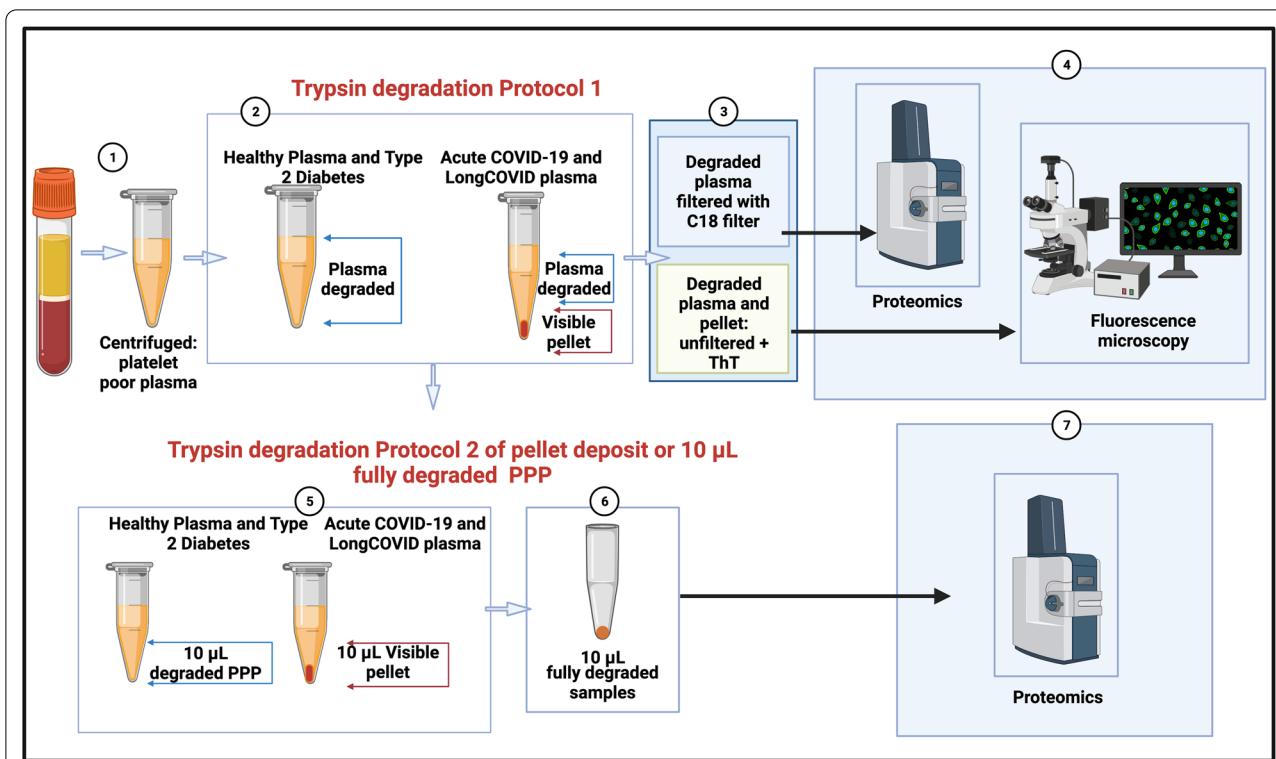 Trypsin degradation Protocol 1
1
Centrifuged:
platelet
poor plasma
2
Healthy Plasma and Type
2 Diabetes
Plasma
degraded
Acute COVID-19 and
LongCOVID plasma
Plasma
degraded
Visible
pellet
3
Degraded
plasma
filtered with
C18 filter
Degraded
plasma and
pellet:
unfiltered +
ThT
4
Proteomics
Fluorescence
microscopy
Trypsin degradation Protocol 2 of pellet deposit or 10 µL
fully degraded PPP
5
Healthy Plasma and Type
2 Diabetes
10 µL
degraded PPP
Acute COVID-19 and
LongCOVID plasma
10 µL Visible
pellet
6
10 µL
fully degraded
samples
7
Proteomics